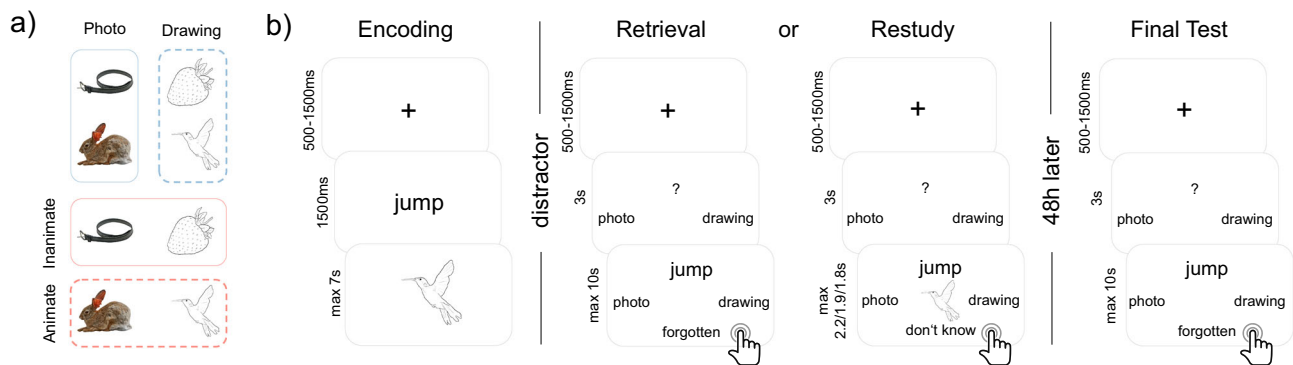 a)
Photo Drawing
Inanimate
Animate
b)
Encoding
500-1500ms
+
1500ms
jump
max 7s
distractor
Retrieval or Restudy
500-1500ms
+
3s
?
photo drawing
max 10s
jump
photo drawing
forgotten
500-1500ms
+
3s
?
photo drawing
max
2.2/1.9/1.8s
jump
photo drawing
don't know
48h later
Final Test
500-1500ms
+
3s
?
photo drawing
max 10s
jump
photo drawing
forgotten